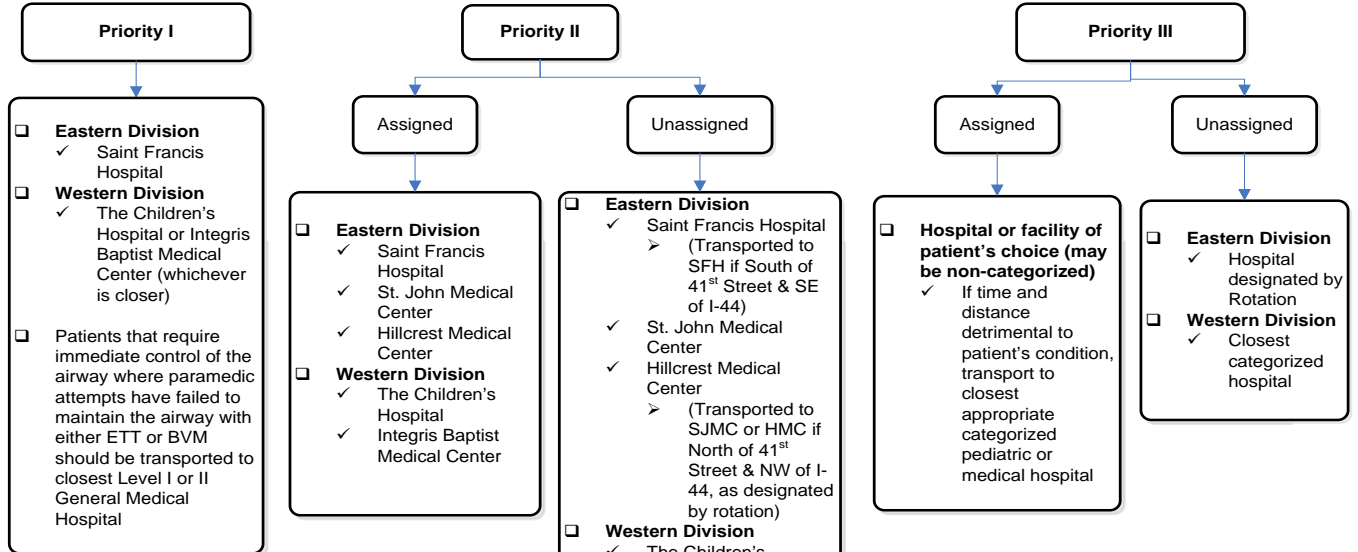 Priority I
Priority II
Priority III
Assigned
Unassigned
Assigned
Unassigned
❑ Eastern Division
✓ Saint Francis
Hospital
❑ Western Division
✓ The Children's
Hospital or Integris
Baptist Medical
Center (whichever
is closer)
❑ Patients that require
immediate control of the
airway where paramedic
attempts have failed to
maintain the airway with
either ETT or BVM
should be transported to
closest Level I or II
General Medical
Hospital
❑ Eastern Division
✓ Saint Francis
Hospital
✓ St. John Medical
Center
✓ Hillcrest Medical
Center
❑ Western Division
✓ The Children's
Hospital
✓ Integris Baptist
Medical Center
❑ Eastern Division
✓ Saint Francis Hospital
➢ (Transported to
SFH if South of
41st Street & SE
of I-44)
✓ St. John Medical
Center
✓ Hillcrest Medical
Center
➢ (Transported to
SJMC or HMC if
North of 41st
Street & NW of I-
44, as designated
by rotation)
❑ Western Division
✓ The Children's
❑ Hospital or facility of
patient's choice (may
be non-categorized)
✓ If time and
distance
detrimental to
patient's condition,
transport to
closest
appropriate
categorized
pediatric or
medical hospital
❑ Eastern Division
✓ Hospital
designated by
Rotation
❑ Western Division
✓ Closest
categorized
hospital